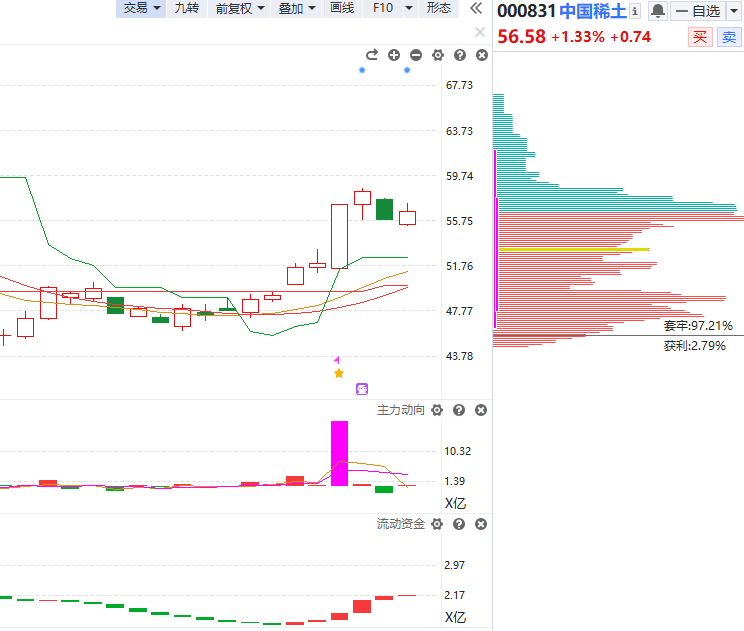 交易 九转 前复权 叠加 画线 F10 形态
000831 中国稀土 自选
56.58 +1.33% +0.74 买 卖
67.73
63.73
59.74
55.75
51.76
47.77
43.78
套牢:97.21%
获利:2.79%
主力动向
10.32
1.39
X亿
流动资金
2.97
2.17
X亿